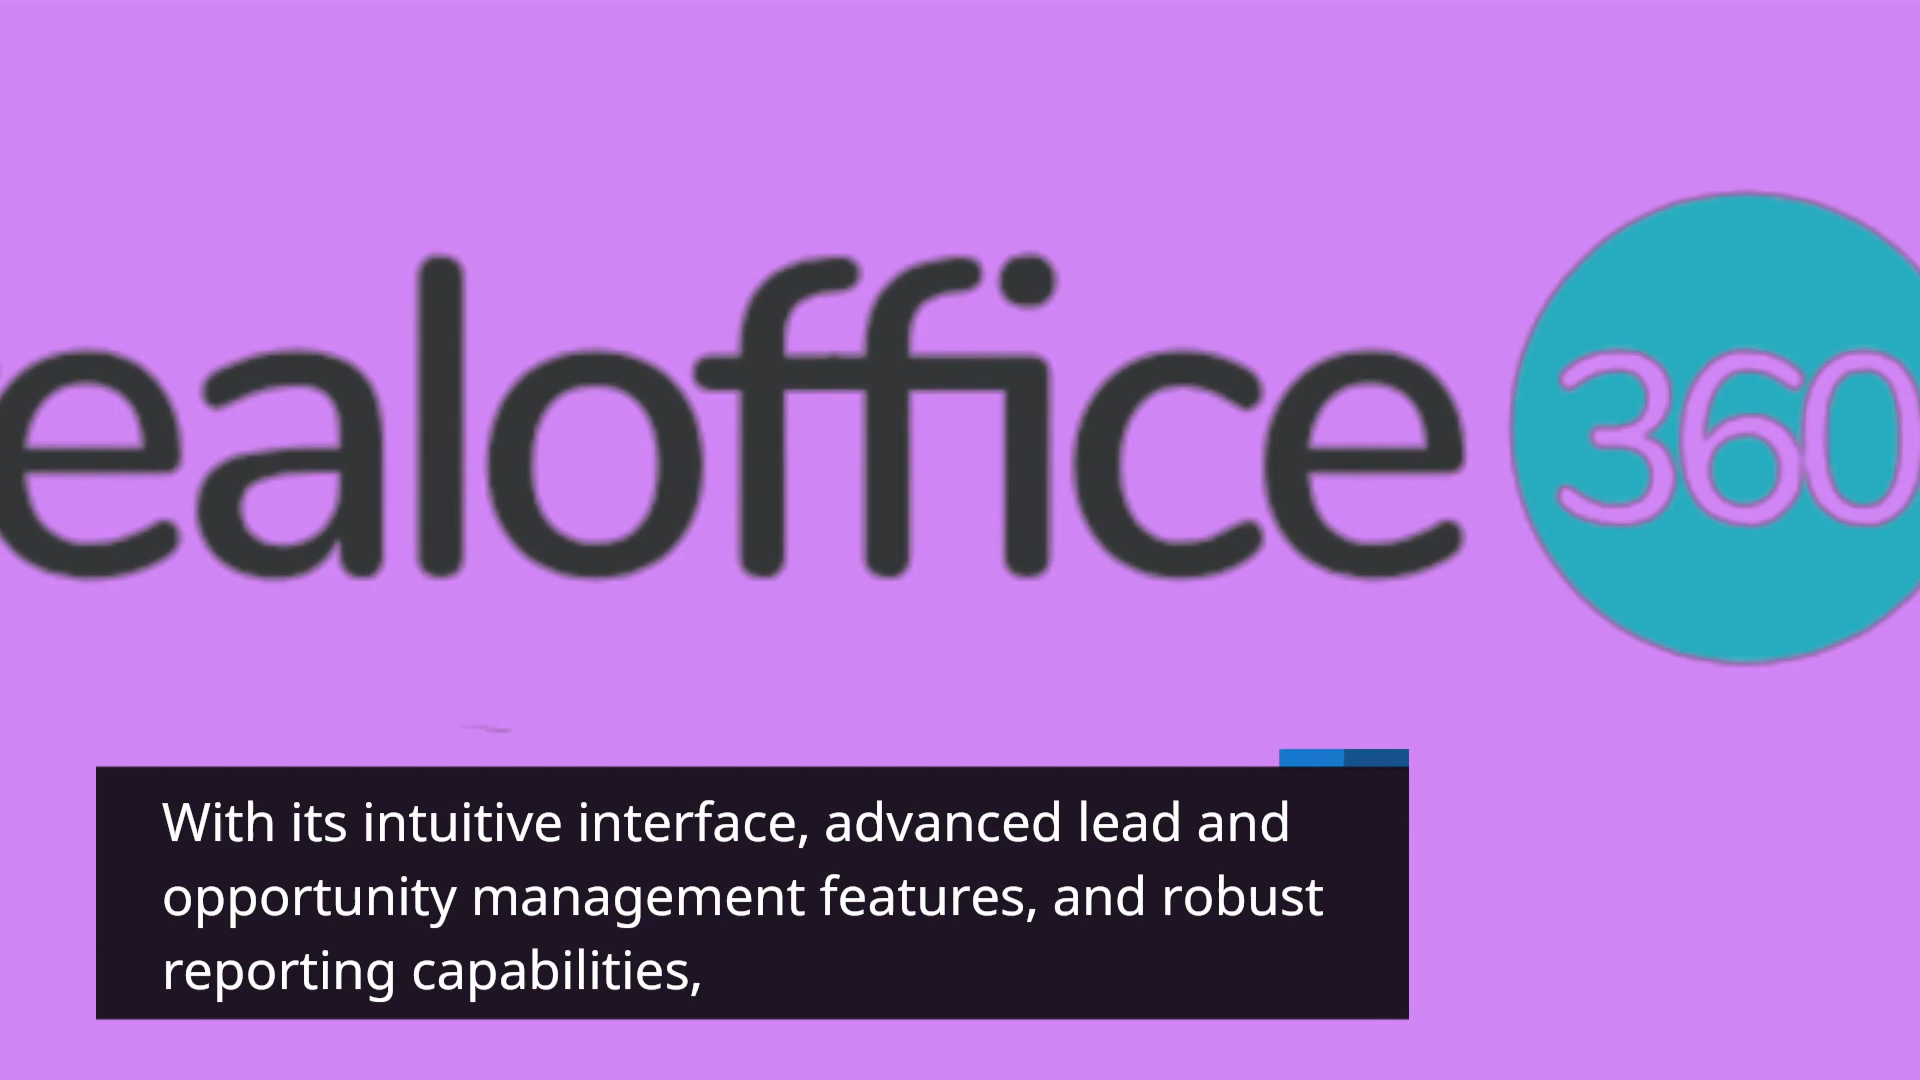 ealoffice 360
With its intuitive interface, advanced lead and
opportunity management features, and robust
reporting capabilities,